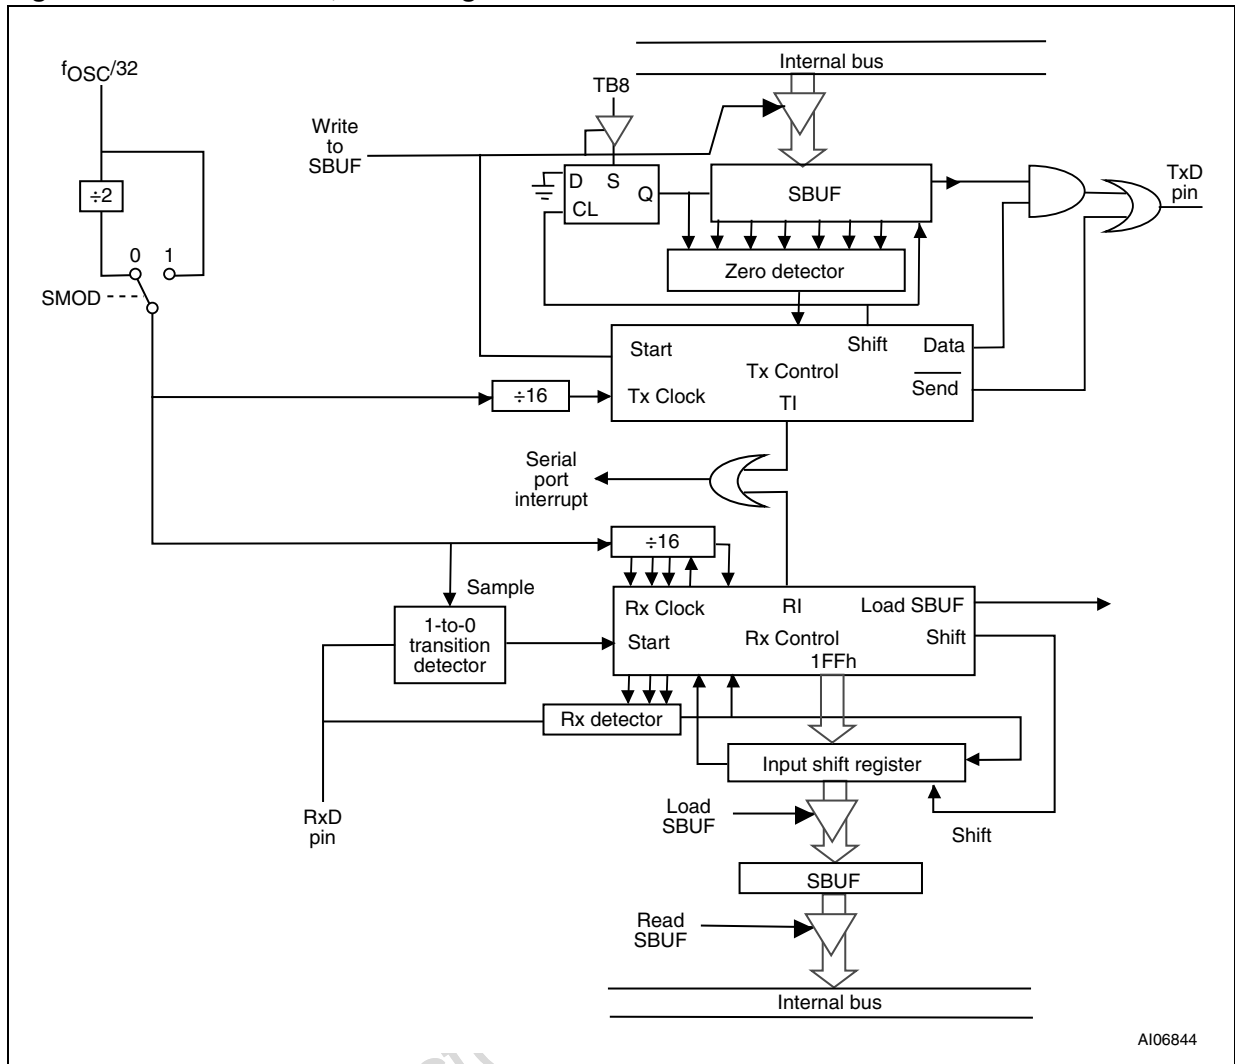 Internal bus
fOSC/32
TB8
Write
to
SBUF
D S
Q
CL
SBUF
TxD
pin
÷2
0 1
Zero detector
SMOD
Start
Shift
Data
Tx Control
Send
÷16
Tx Clock
TI
Serial
port
interrupt
÷16
Sample
Rx Clock
RI
Load SBUF
1-to-0
transition
detector
Start
Rx Control
Shift
1FFh
Rx detector
Input shift register
RxD
pin
Load
SBUF
Shift
SBUF
Read
SBUF
Internal bus
AI06844